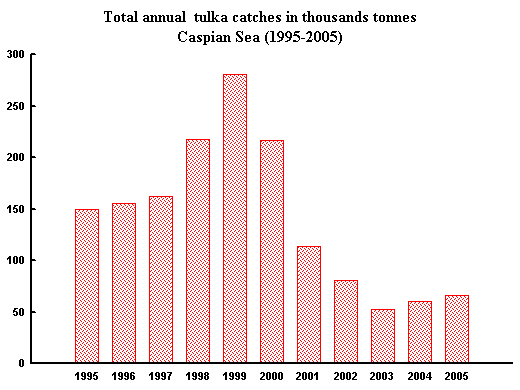 Total annual tulka catches in thousands tonnes
Caspian Sea (1995-2005)
300
250
200
150
100
50
0
1995 1996 1997 1998 1999 2000 2001 2002 2003 2004 2005